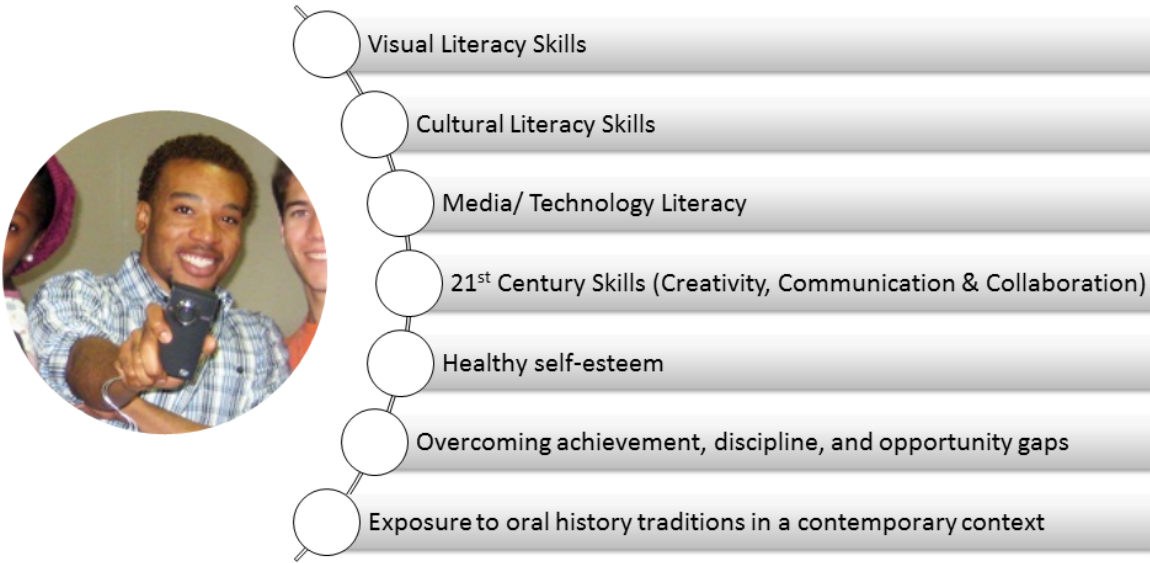 Visual Literacy Skills
Cultural Literacy Skills
Media/ Technology Literacy
21st Century Skills (Creativity, Communication & Collaboration)
Healthy self-esteem
Overcoming achievement, discipline, and opportunity gaps
Exposure to oral history traditions in a contemporary context